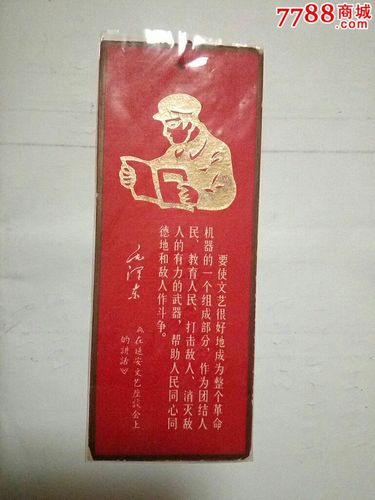 7788商城
.com
要使文艺很好地成为整个革命
机器的一个组成部分，作为团结人
民、教育人民、打击敌人、消灭敌
人的有力的武器，帮助人民同心同
德地和敌人作斗争。
毛泽东
《在延安文艺座谈会上
的讲话》